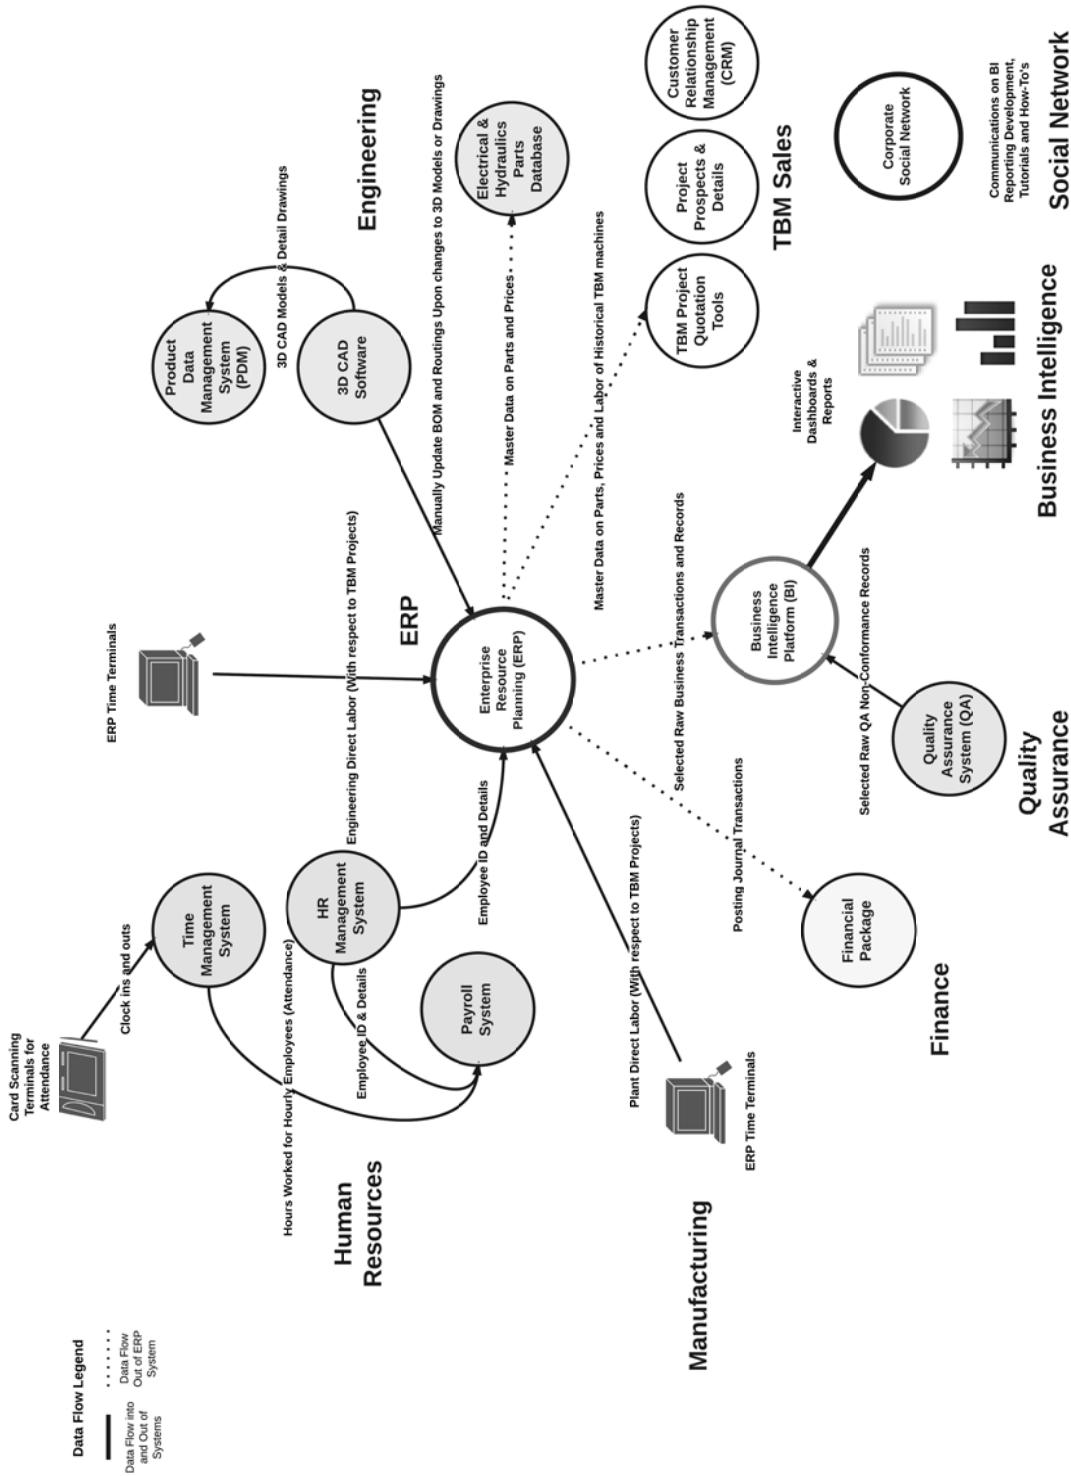 Data Flow Legend
Data Flow into
and Out of
Systems
Data Flow
Out of ERP
System
Card Scanning
Terminals for
Attendance
Clock ins and outs
Time
Management
System
Hours Worked for Hourly Employees (Attendance)
HR
Management
System
Employee ID & Details
Employee ID and Details
Payroll
System
Human
Resources
ERP Time Terminals
Engineering Direct Labor (With respect to TBM Projects)
ERP
Enterprise
Resource
Planning (ERP)
Product
Data
Management
System
(PDM)
3D CAD Models & Detail Drawings
3D CAD
Software
Engineering
Manually Update BOM and Routings Upon changes to 3D Models or Drawings
Electrical &
Hydraulics
Parts
Database
Master Data on Parts and Prices
Master Data on Parts, Prices and Labor of Historical TBM machines
TBM Project
Quotation
Tools
Project
Prospects &
Details
Customer
Relationship
Management
(CRM)
TBM Sales
Plant Direct Labor (With respect to TBM Projects)
ERP Time Terminals
Manufacturing
Posting Journal Transactions
Financial
Package
Finance
Selected Raw Business Transactions and Records
Business
Intelligence
Platform (BI)
Selected Raw QA Non-Conformance Records
Quality
Assurance
System (QA)
Quality
Assurance
Interactive
Dashboards &
Reports
Business Intelligence
Corporate
Social Network
Communications on BI
Reporting Development,
Tutorials and How-To's
Social Network